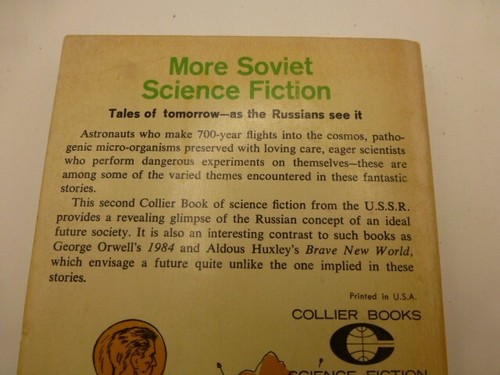 More Soviet
Science Fiction
Tales of tomorrow—as the Russians see it
Astronauts who make 700-year flights into the cosmos, patho-
genic micro-organisms preserved with loving care, eager scientists
who perform dangerous experiments on themselves—these are
among some of the varied themes encountered in these fantastic
stories.
This second Collier Book of science fiction from the U.S.S.R.
provides a revealing glimpse of the Russian concept of an ideal
future society. It is also an interesting contrast to such books as
George Orwell's 1984 and Aldous Huxley's Brave New World,
which envisage a future quite unlike the one implied in these
stories.
Printed in U.S.A.
COLLIER BOOKS
SCIENCE FICTION